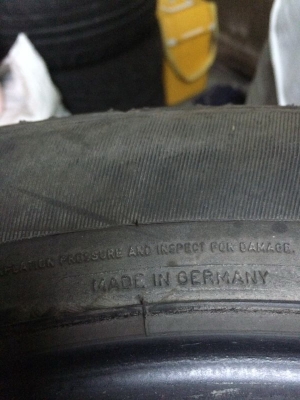 PRESSURE AND INSPECT FOR DAMAGE.
MADE IN GERMANY